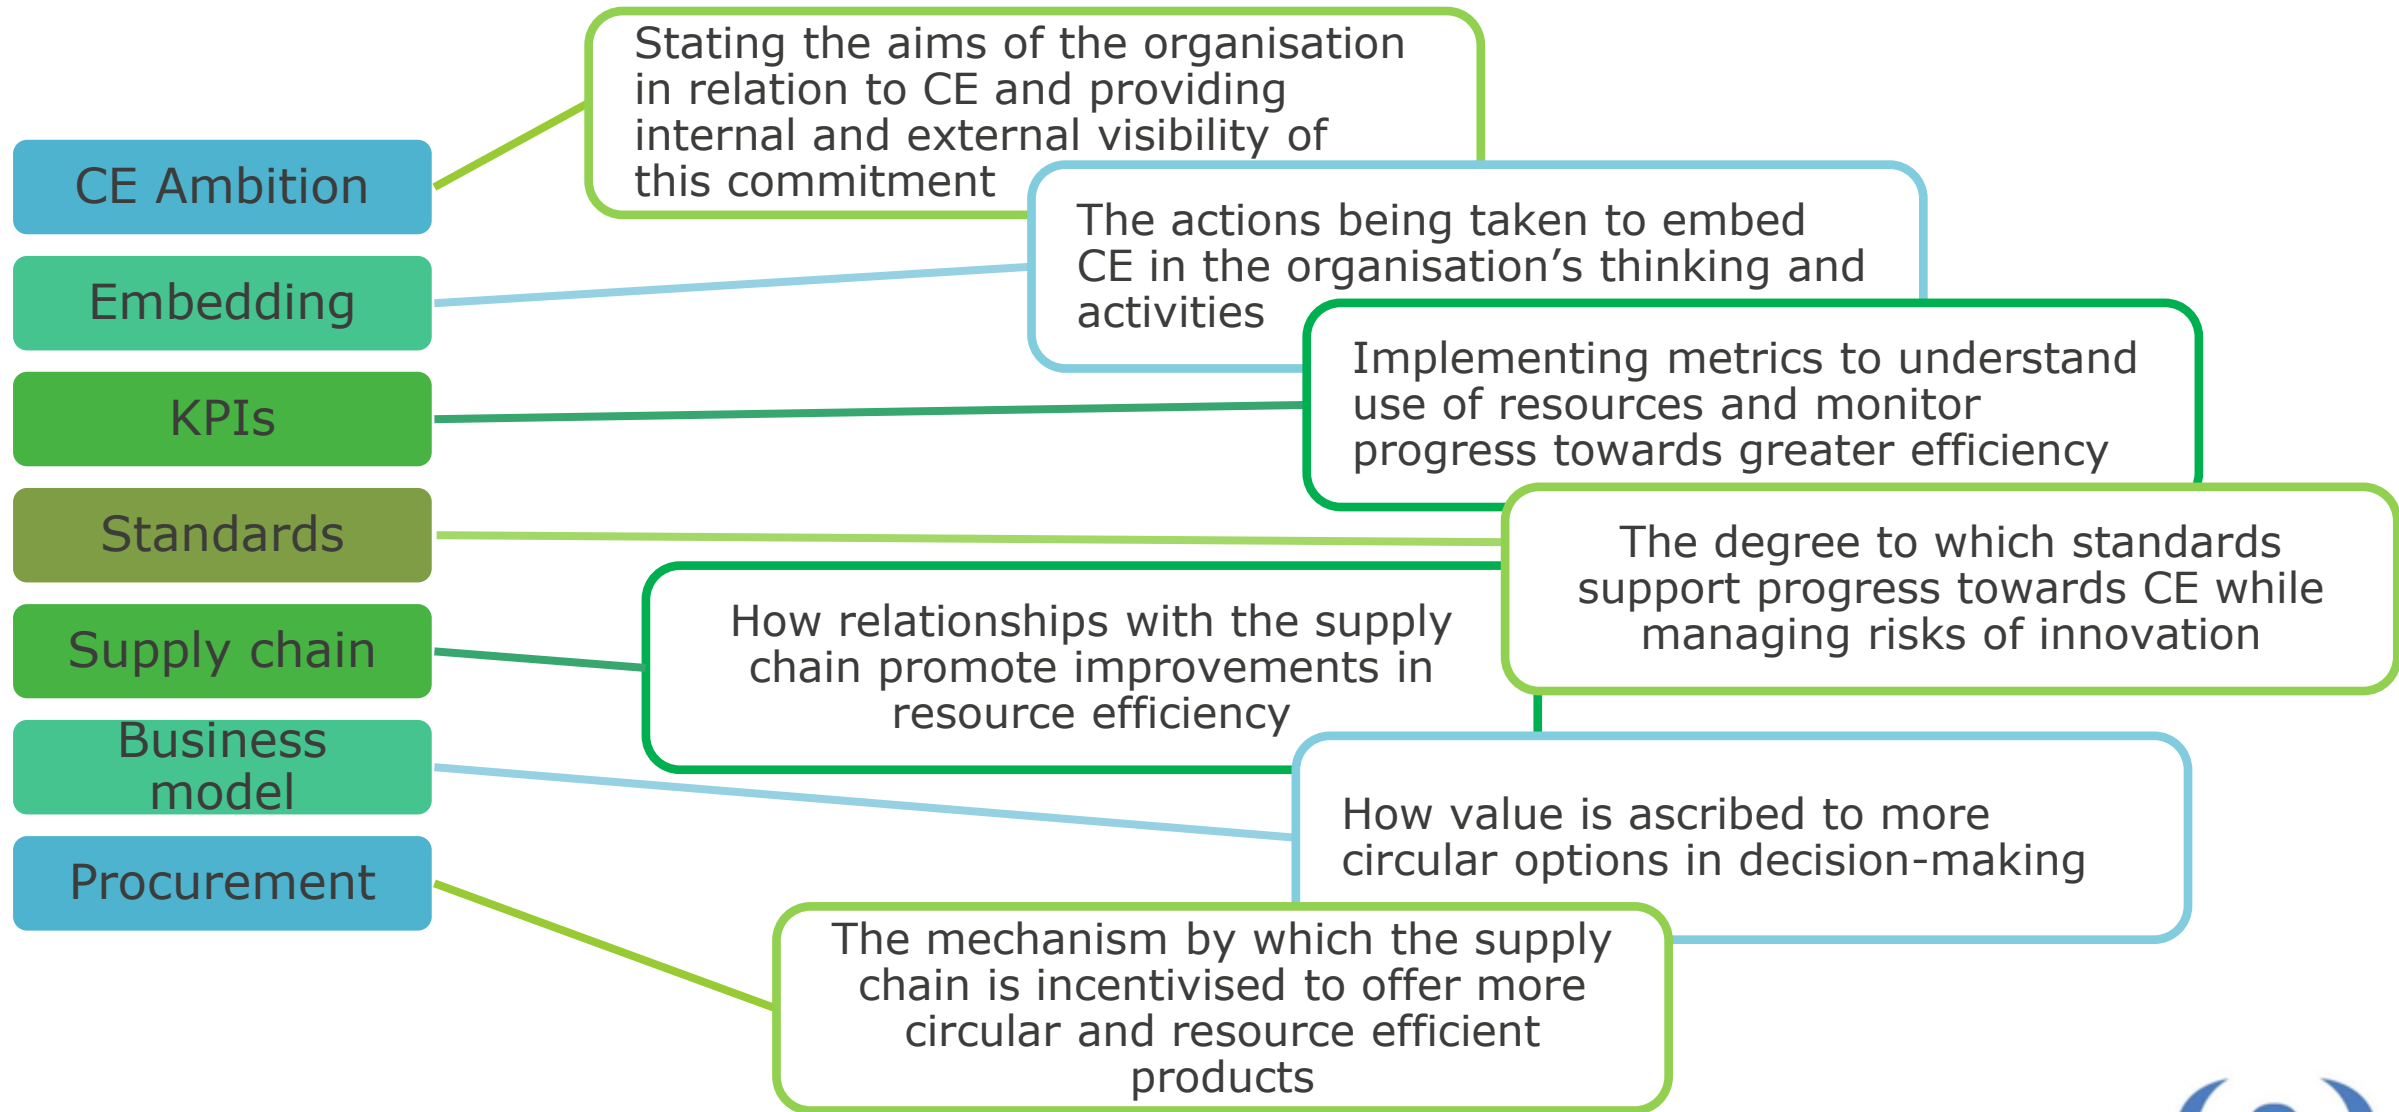 CE Ambition
Stating the aims of the organisation
in relation to CE and providing
internal and external visibility of
this commitment
Embedding
The actions being taken to embed
CE in the organisation’s thinking and
activities
KPIs
Implementing metrics to understand
use of resources and monitor
progress towards greater efficiency
Standards
The degree to which standards
support progress towards CE while
managing risks of innovation
Supply chain
How relationships with the supply
chain promote improvements in
resource efficiency
Business
model
How value is ascribed to more
circular options in decision-making
Procurement
The mechanism by which the supply
chain is incentivised to offer more
circular and resource efficient
products